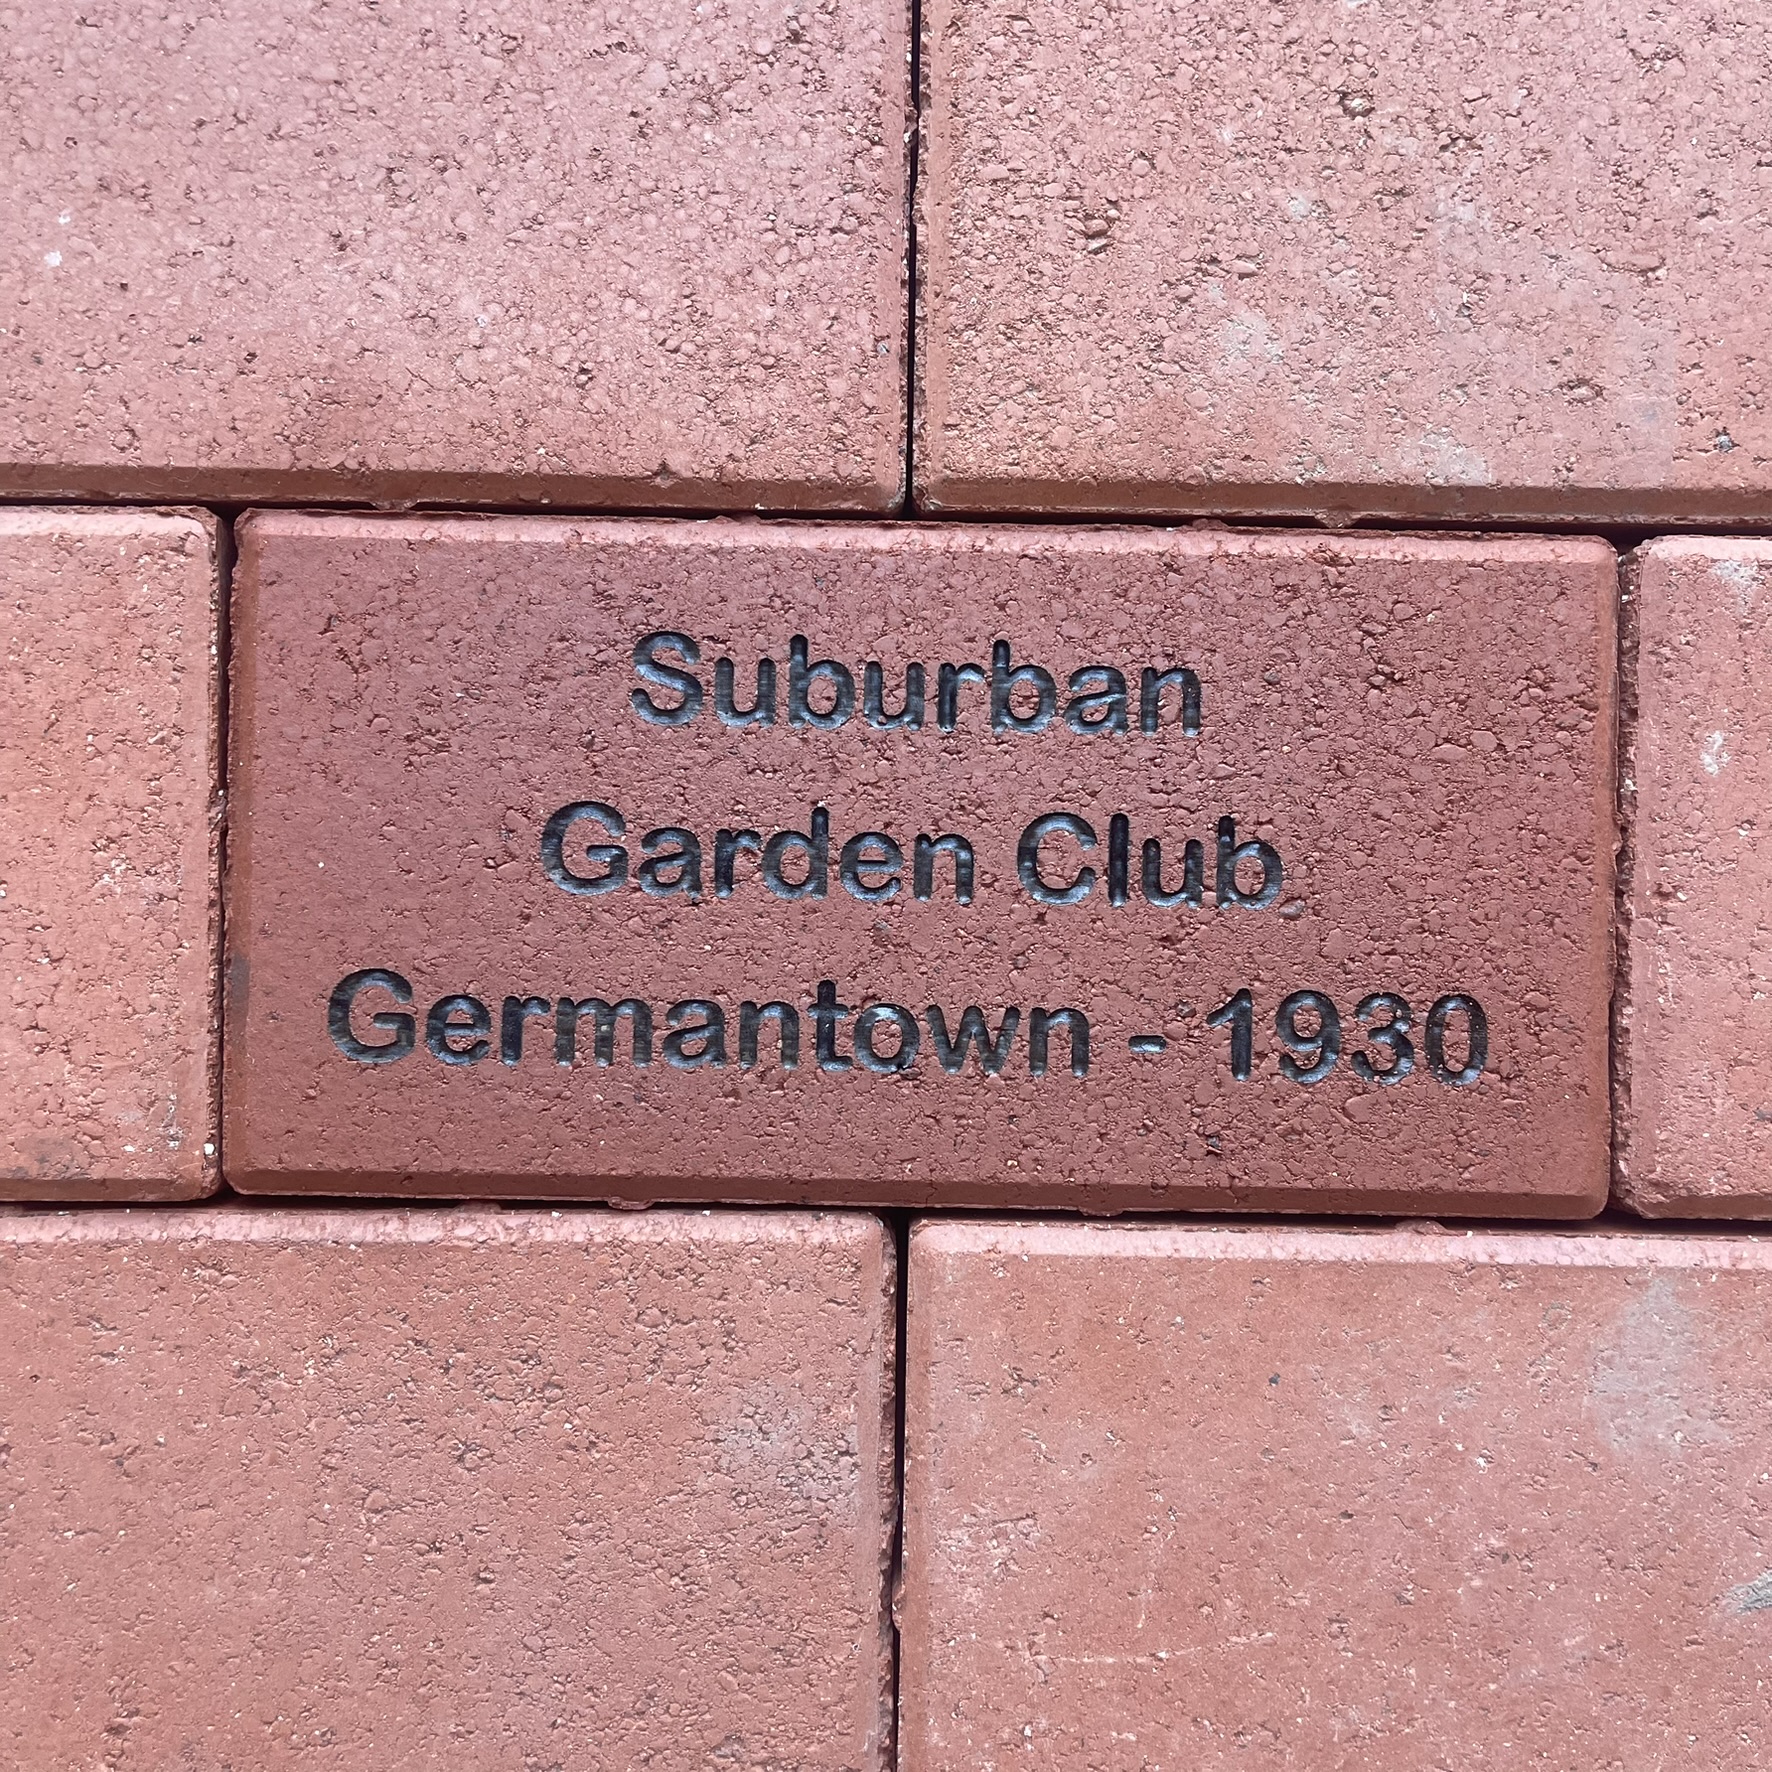 Suburban
Garden Club
Germantown - 1930